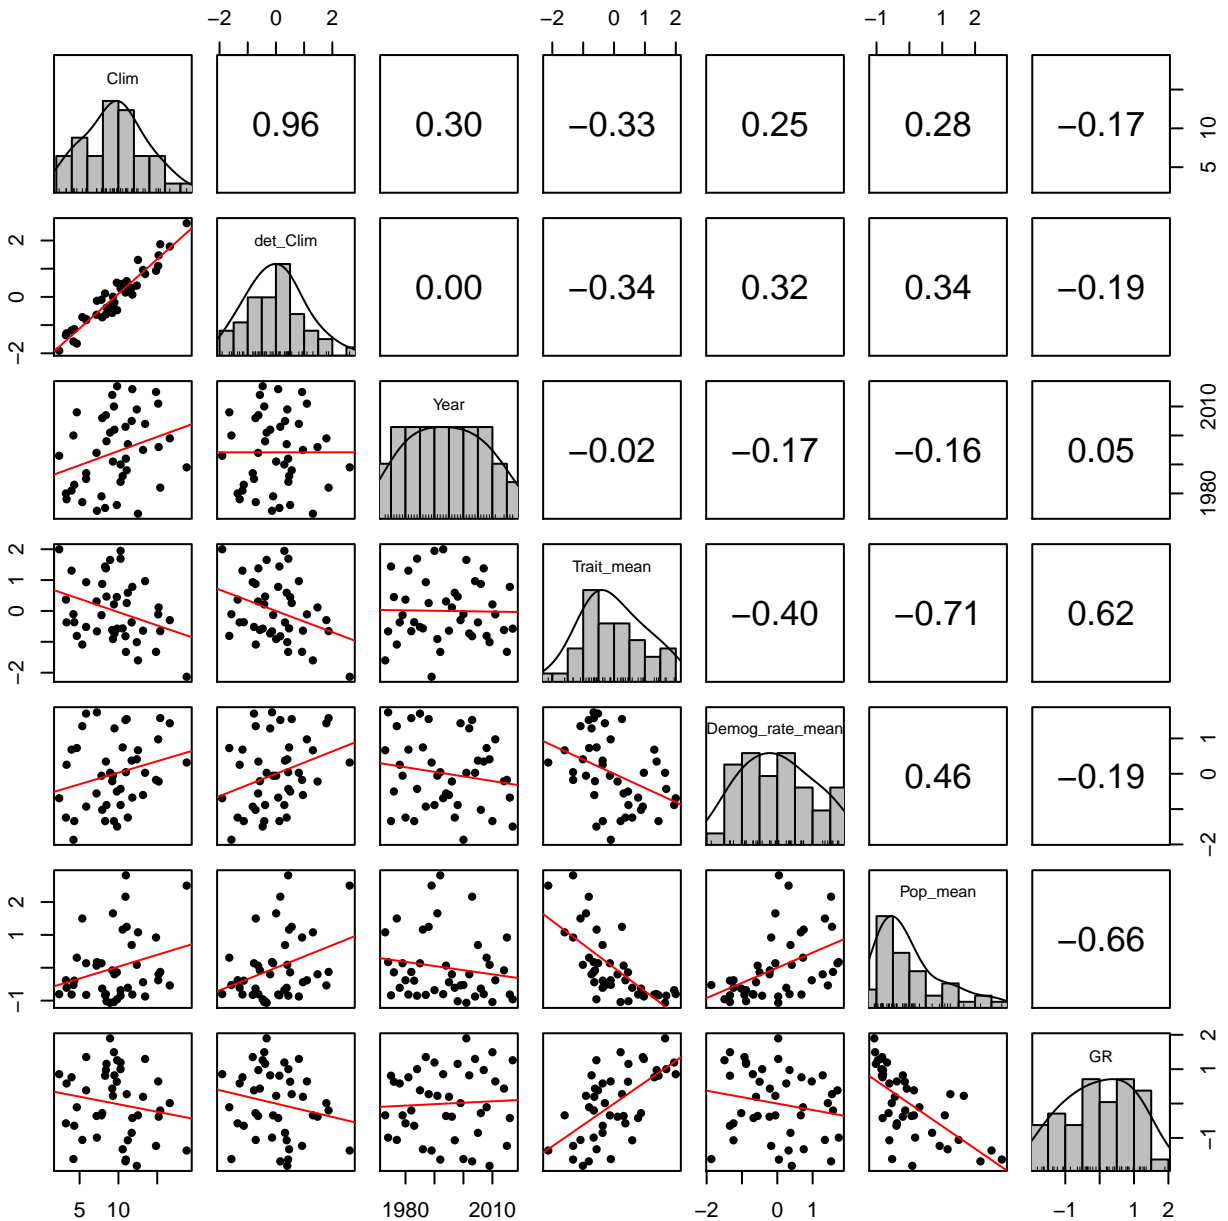 −2 0 2 −2 0 1 2 −1 1 2
Clim
0.96 0.30 −0.33 0.25 0.28 −0.17
5 10
det_Clim
0.00 −0.34 0.32 0.34 −0.19
−2 0 2
Year
−0.02 −0.17 −0.16 0.05
1980 2010
Trait_mean
−0.40 −0.71 0.62
−2 0 1 2
Demog_rate_mean
0.46 −0.19
−2 0 1
Pop_mean
−0.66
−1 1 2
GR
−1 1 2
5 10 1980 2010 −2 0 1 −1 1 2